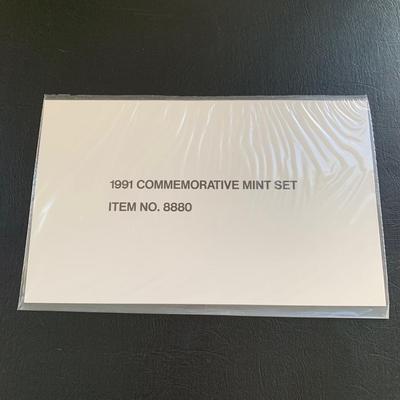 1991 COMMEMORATIVE MINT SET
ITEM NO. 8880